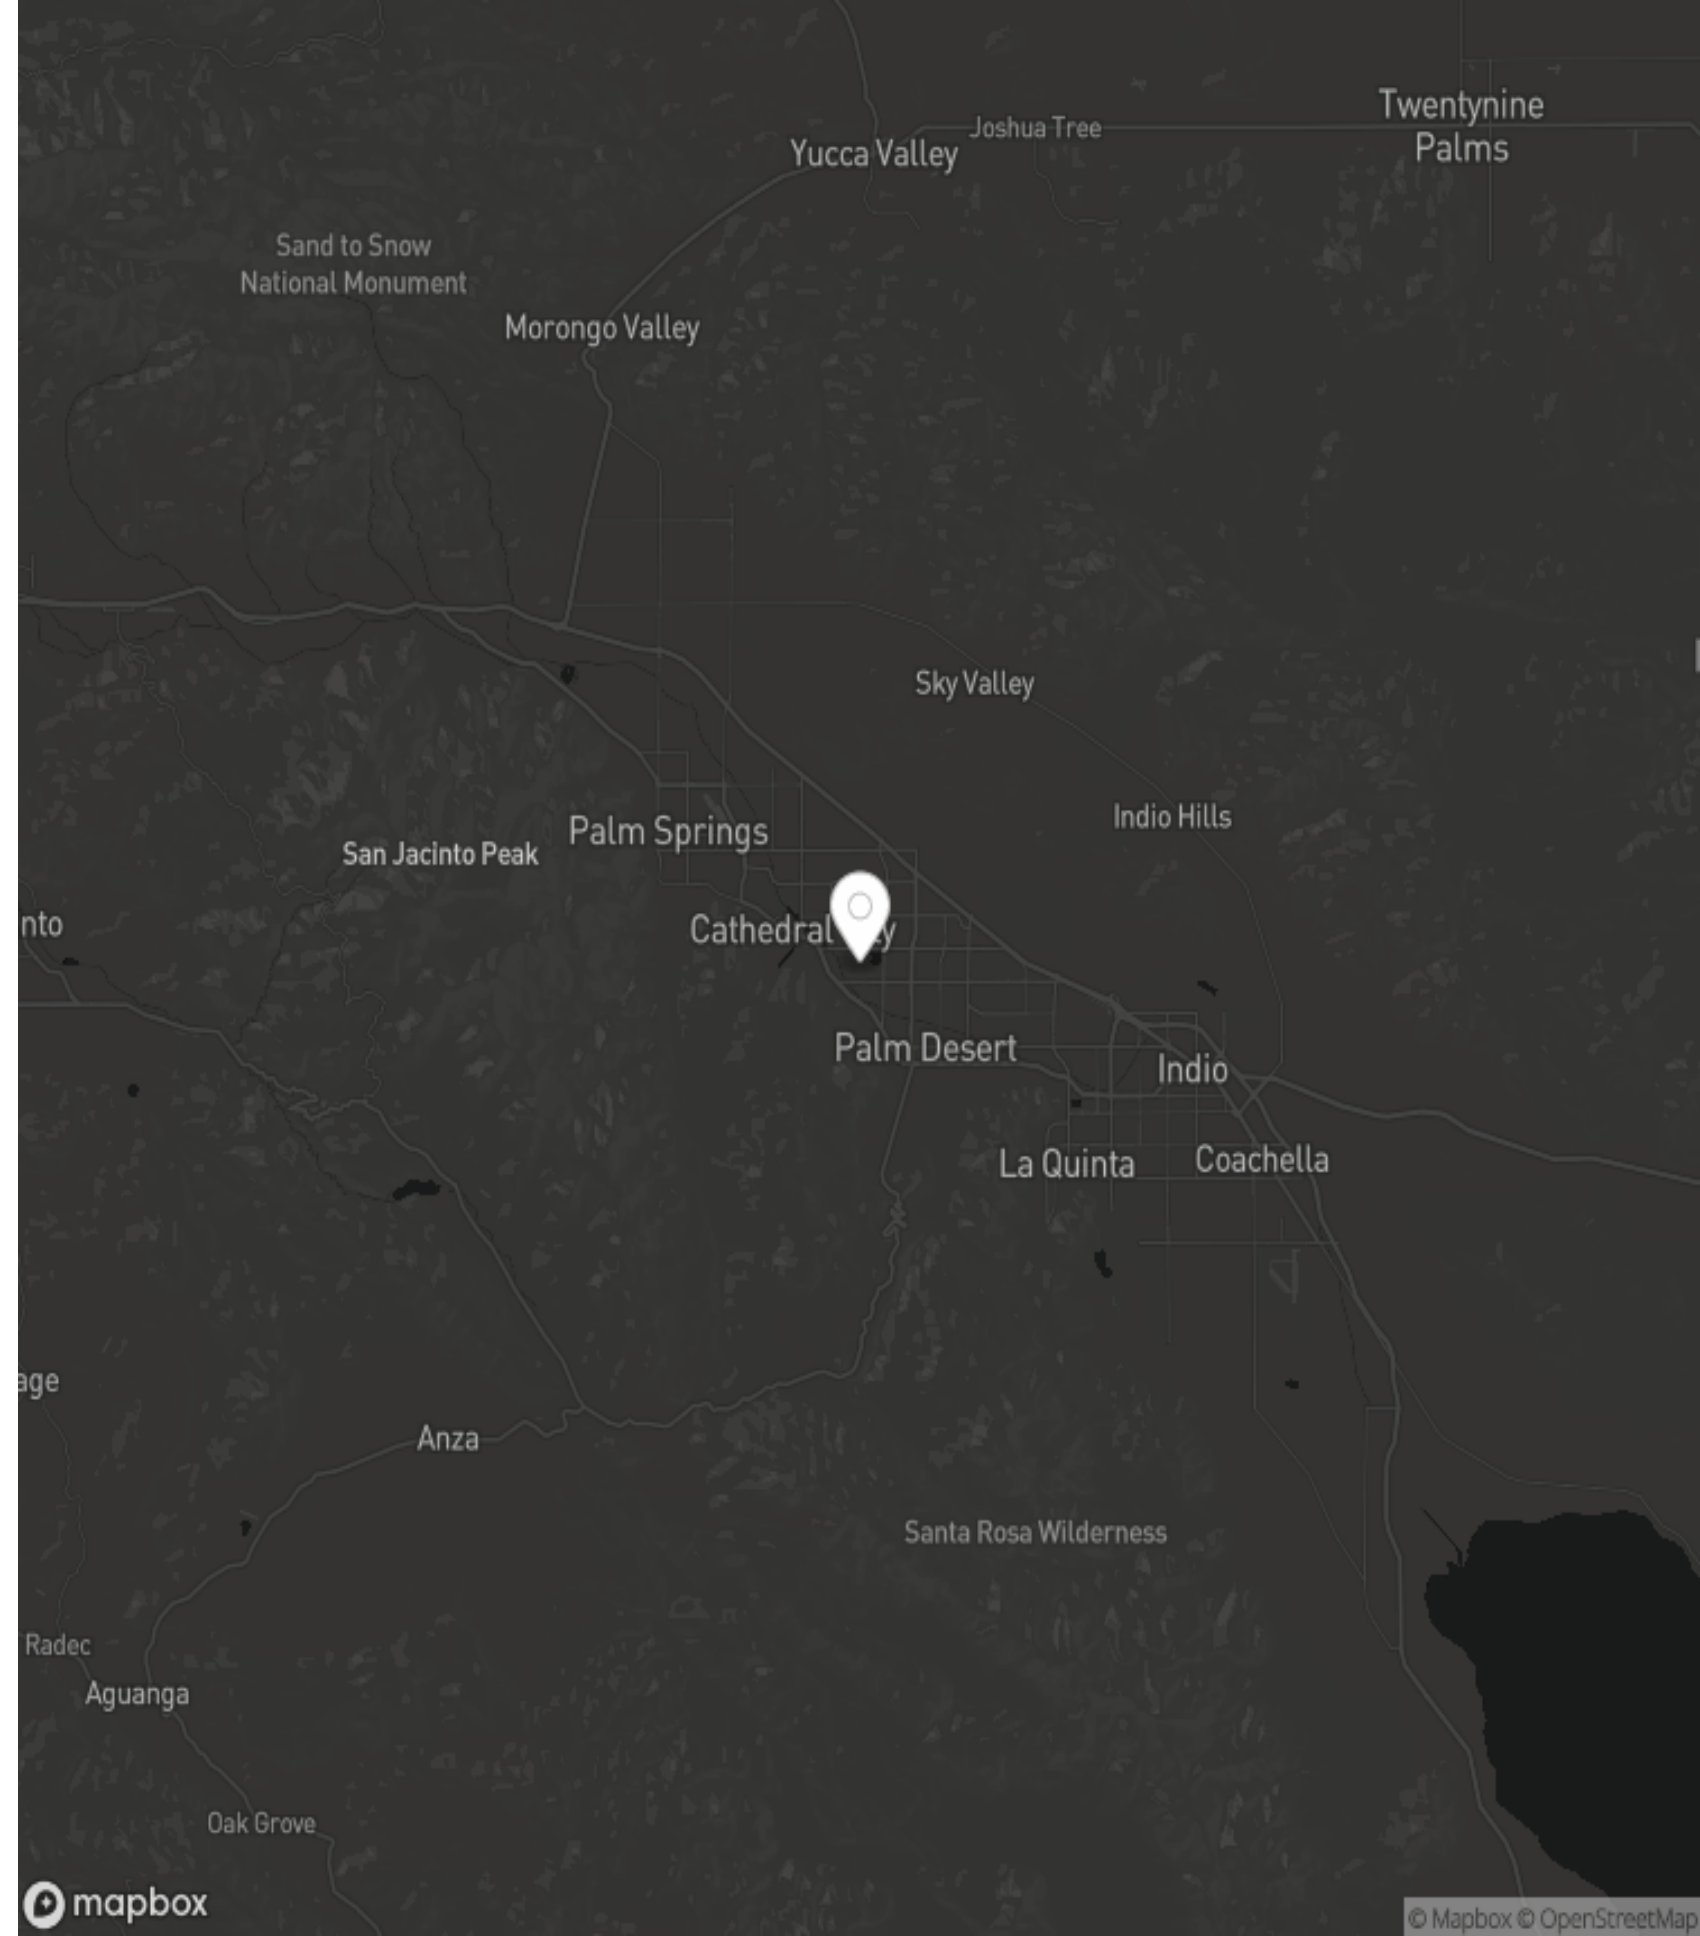 Twentynine
Palms
Joshua Tree
Yucca Valley
Sand to Snow
National Monument
Morongo Valley
Sky Valley
Indio Hills
Palm Springs
San Jacinto Peak
nto
Cathedral
Palm Desert
Indio
La Quinta
Coachella
age
Anza
Santa Rosa Wilderness
Radec
Aguanga
Oak Grove
mapbox
© Mapbox © OpenStreetMap